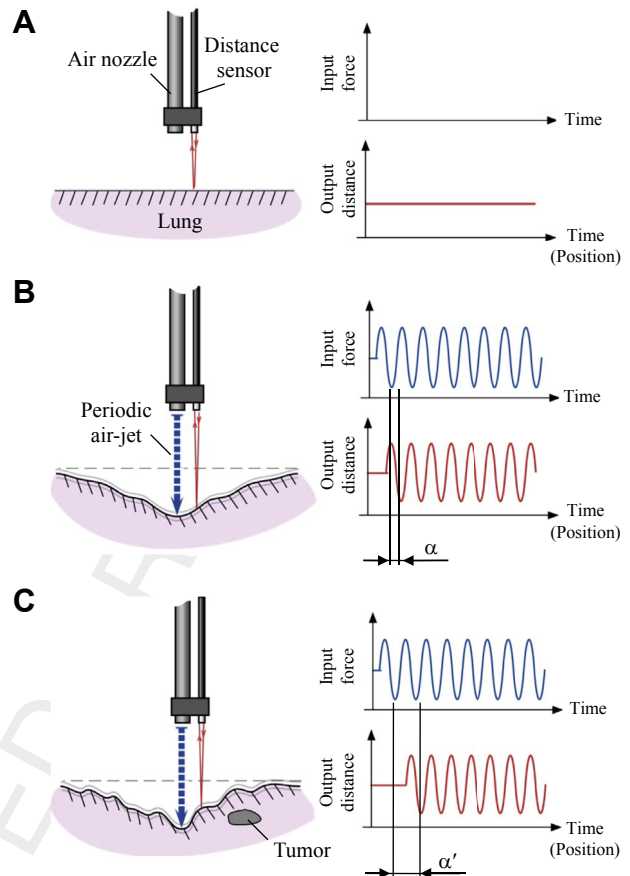 A
Air nozzle
Distance
sensor
Lung
Input
force
Time
Output
distance
Time
(Position)
B
Periodic
air-jet
Input
force
Time
Output
distance
Time
(Position)
α
C
Tumor
Input
force
Time
Output
distance
Time
(Position)
α′